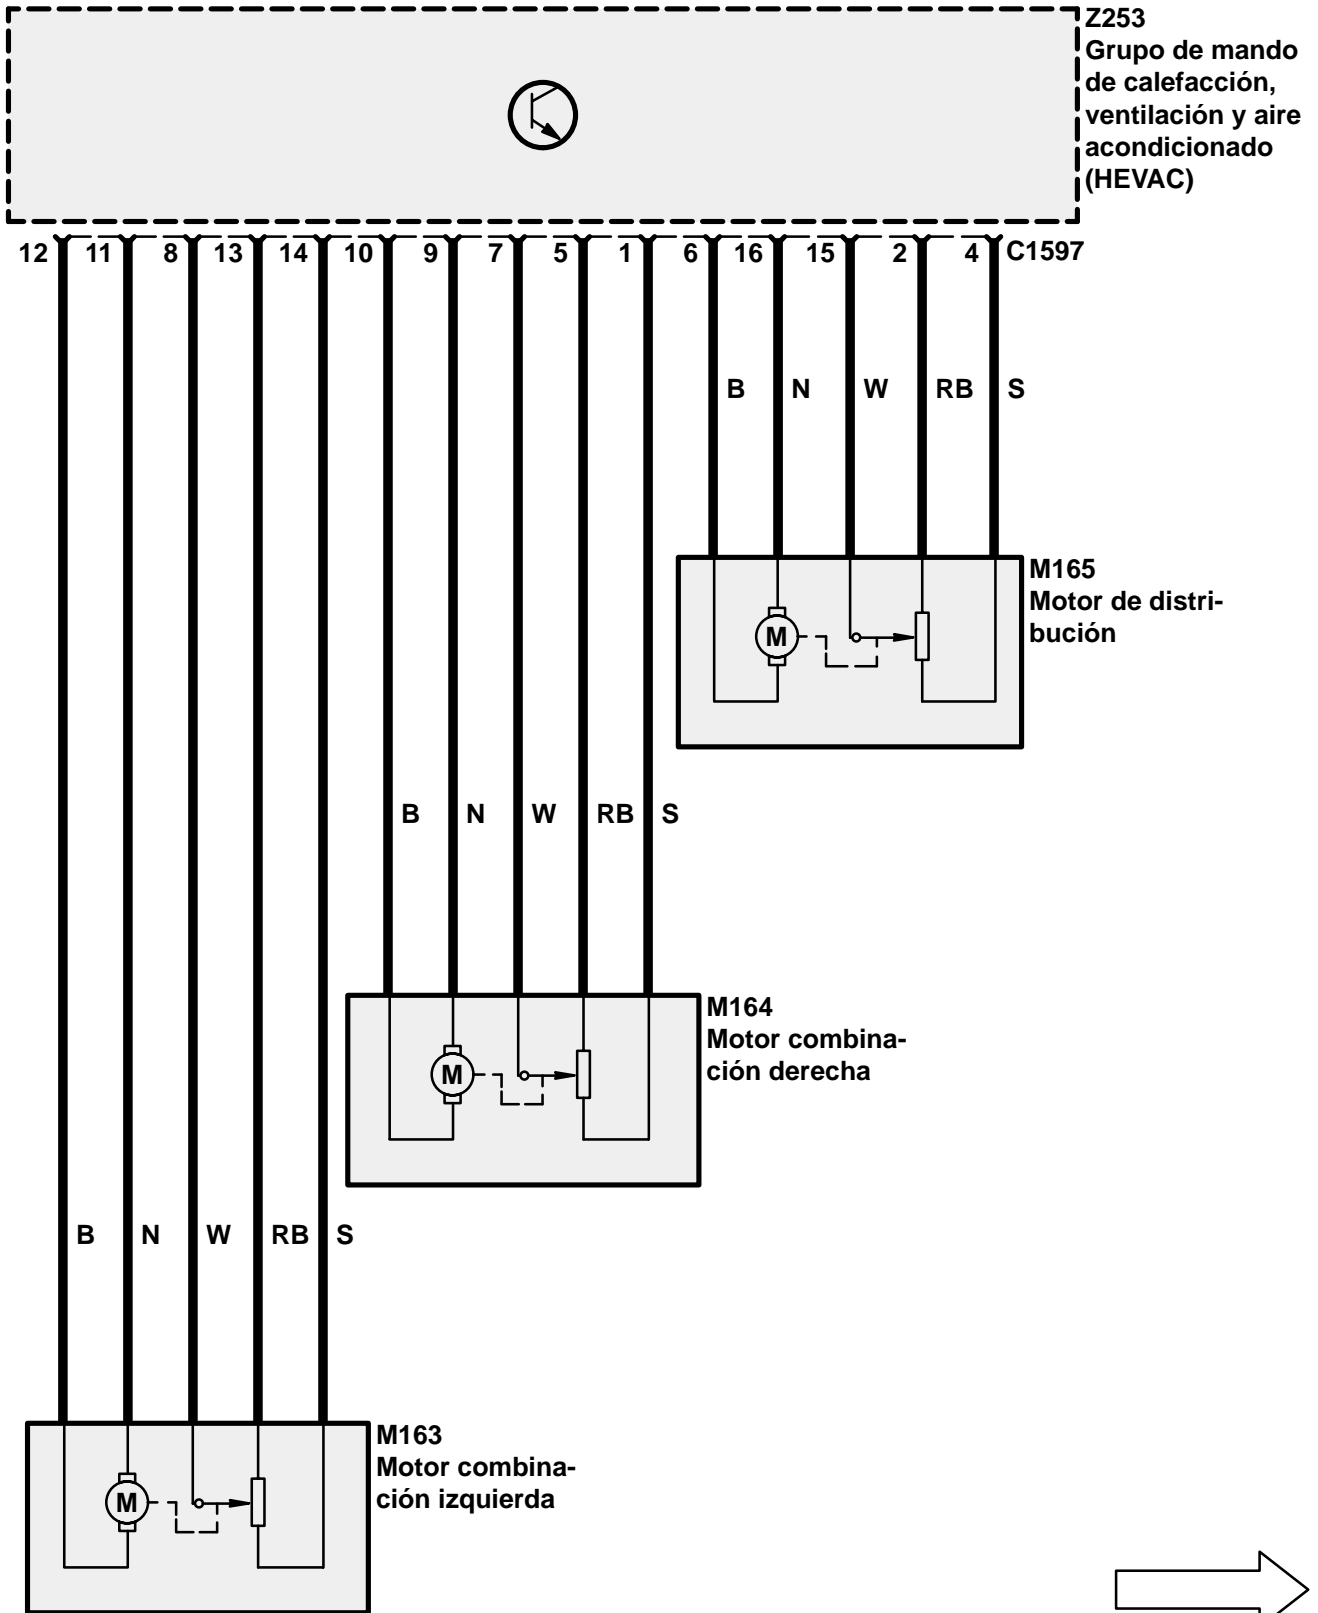 Z253
Grupo de mando
de calefacción,
ventilación y aire
acondicionado
(HEVAC)
12 11 8 13 14 10 9 7 5 1 6 16 15 2 4 C1597
B N W RB S
M165
Motor de distri-
bución
M
B N W RB S
M164
Motor combina-
ción derecha
M
B N W RB S
M163
Motor combina-
ción izquierda
M